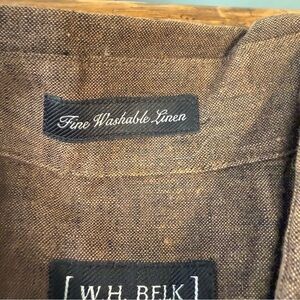 Fine Washable Linen
[ W.H. BELK ]